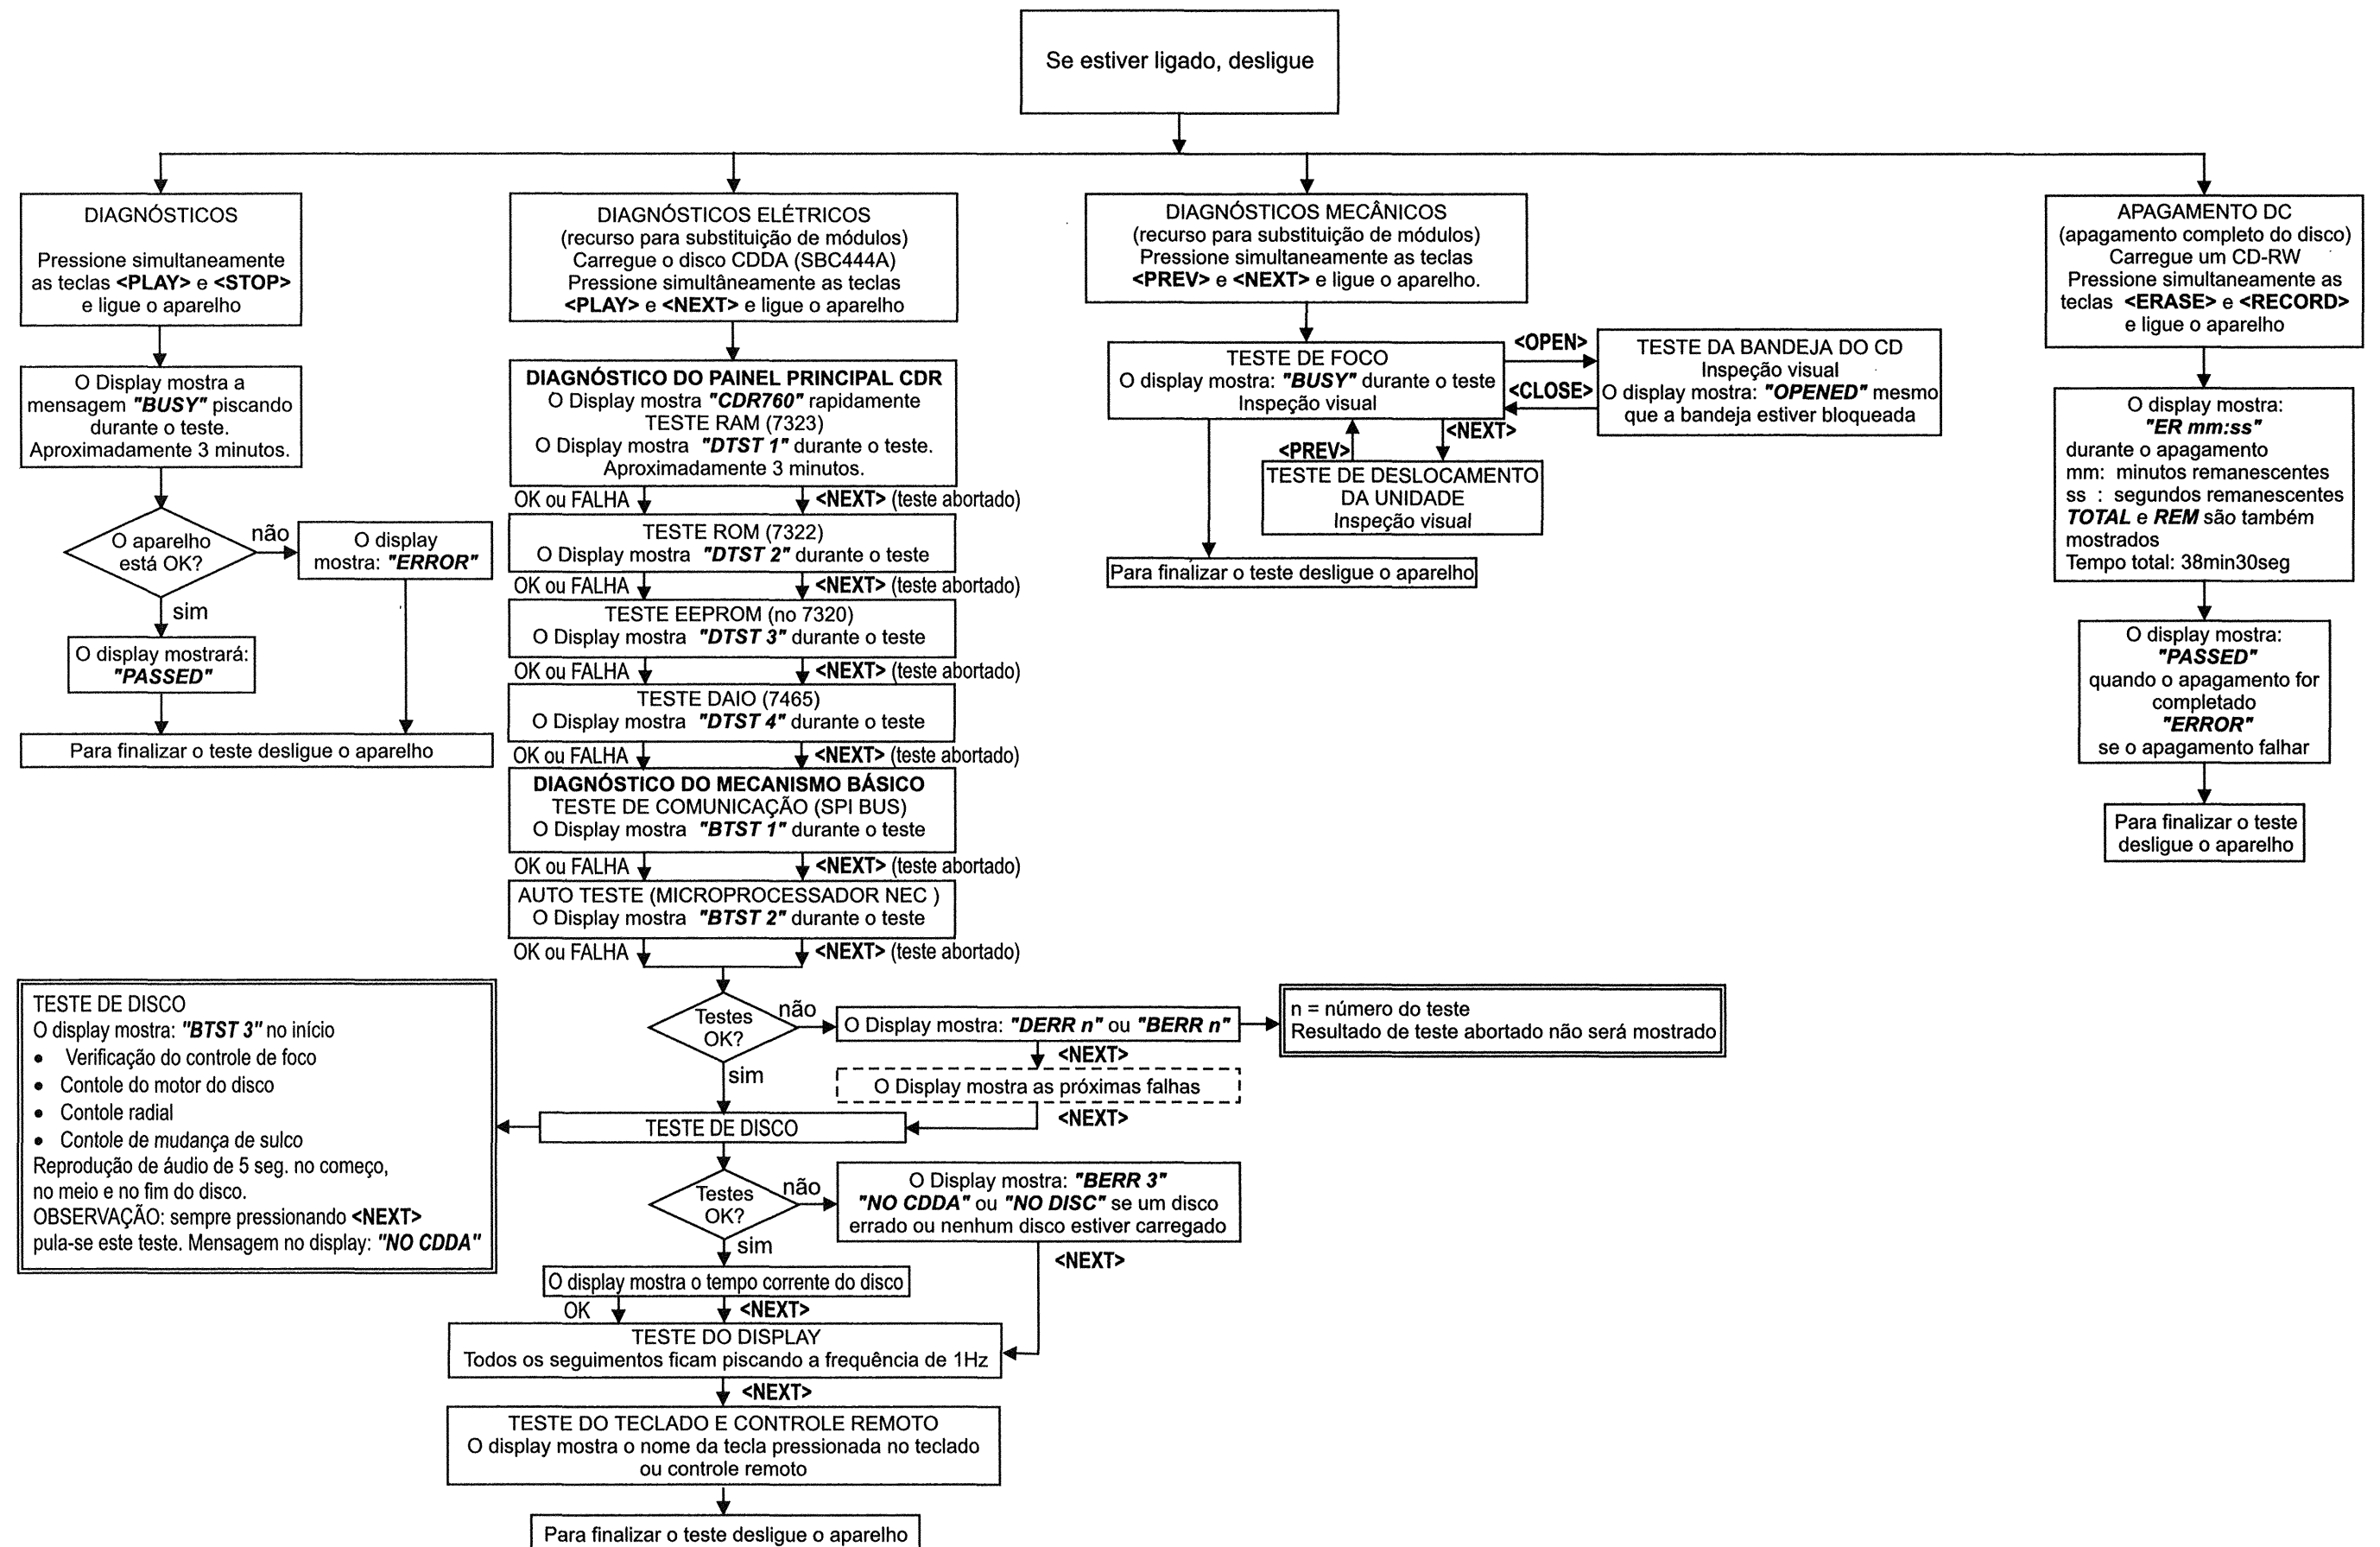 Se estiver ligado, desligue
DIAGNÓSTICOS
Pressione simultaneamente
as teclas <PLAY> e <STOP>
e ligue o aparelho
O Display mostra a
mensagem "BUSY" piscando
durante o teste.
Aproximadamente 3 minutos.
O aparelho
está OK?
não
O display
mostra: "ERROR"
sim
O display mostrará:
"PASSED"
Para finalizar o teste desligue o aparelho
DIAGNÓSTICOS ELÉTRICOS
(recurso para substituição de módulos)
Carregue o disco CDDA (SBC444A)
Pressione simultâneamente as teclas
<PLAY> e <NEXT> e ligue o aparelho
DIAGNÓSTICO DO PAINEL PRINCIPAL CDR
O Display mostra "CDR760" rapidamente
TESTE RAM (7323)
O Display mostra "DTST 1" durante o teste.
Aproximadamente 3 minutos.
OK ou FALHA <NEXT> (teste abortado)
TESTE ROM (7322)
O Display mostra "DTST 2" durante o teste
OK ou FALHA <NEXT> (teste abortado)
TESTE EEPROM (no 7320)
O Display mostra "DTST 3" durante o teste
OK ou FALHA <NEXT> (teste abortado)
TESTE DAIO (7465)
O Display mostra "DTST 4" durante o teste
OK ou FALHA <NEXT> (teste abortado)
DIAGNÓSTICO DO MECANISMO BÁSICO
TESTE DE COMUNICAÇÃO (SPI BUS)
O Display mostra "BTST 1" durante o teste
OK ou FALHA <NEXT> (teste abortado)
AUTO TESTE (MICROPROCESSADOR NEC )
O Display mostra "BTST 2" durante o teste
OK ou FALHA <NEXT> (teste abortado)
Testes
OK?
não
O Display mostra: "DERR n" ou "BERR n"
n = número do teste
Resultado de teste abortado não será mostrado
<NEXT>
O Display mostra as próximas falhas
<NEXT>
sim
TESTE DE DISCO
TESTE DE DISCO
O display mostra: "BTST 3" no início
• Verificação do controle de foco
• Contole do motor do disco
• Contole radial
• Contole de mudança de sulco
Reprodução de áudio de 5 seg. no começo,
no meio e no fim do disco.
OBSERVAÇÃO: sempre pressionando <NEXT>
pula-se este teste. Mensagem no display: "NO CDDA"
Testes
OK?
não
O Display mostra: "BERR 3"
"NO CDDA" ou "NO DISC" se um disco
errado ou nenhum disco estiver carregado
<NEXT>
sim
O display mostra o tempo corrente do disco
OK <NEXT>
TESTE DO DISPLAY
Todos os seguimentos ficam piscando a frequência de 1Hz
<NEXT>
TESTE DO TECLADO E CONTROLE REMOTO
O display mostra o nome da tecla pressionada no teclado
ou controle remoto
Para finalizar o teste desligue o aparelho
DIAGNÓSTICOS MECÂNICOS
(recurso para substituição de módulos)
Pressione simultaneamente as teclas
<PREV> e <NEXT> e ligue o aparelho.
TESTE DE FOCO
O display mostra: "BUSY" durante o teste
Inspeção visual
<OPEN>
<CLOSE>
TESTE DA BANDEJA DO CD
Inspeção visual
O display mostra: "OPENED" mesmo
que a bandeja estiver bloqueada
<PREV>
<NEXT>
TESTE DE DESLOCAMENTO
DA UNIDADE
Inspeção visual
Para finalizar o teste desligue o aparelho
APAGAMENTO DC
(apagamento completo do disco)
Carregue um CD-RW
Pressione simultaneamente as
teclas <ERASE> e <RECORD>
e ligue o aparelho
O display mostra:
"ER mm:ss"
durante o apagamento
mm: minutos remanescentes
ss : segundos remanescentes
TOTAL e REM são também
mostrados
Tempo total: 38min30seg
O display mostra:
"PASSED"
quando o apagamento for
completado
"ERROR"
se o apagamento falhar
Para finalizar o teste
desligue o aparelho